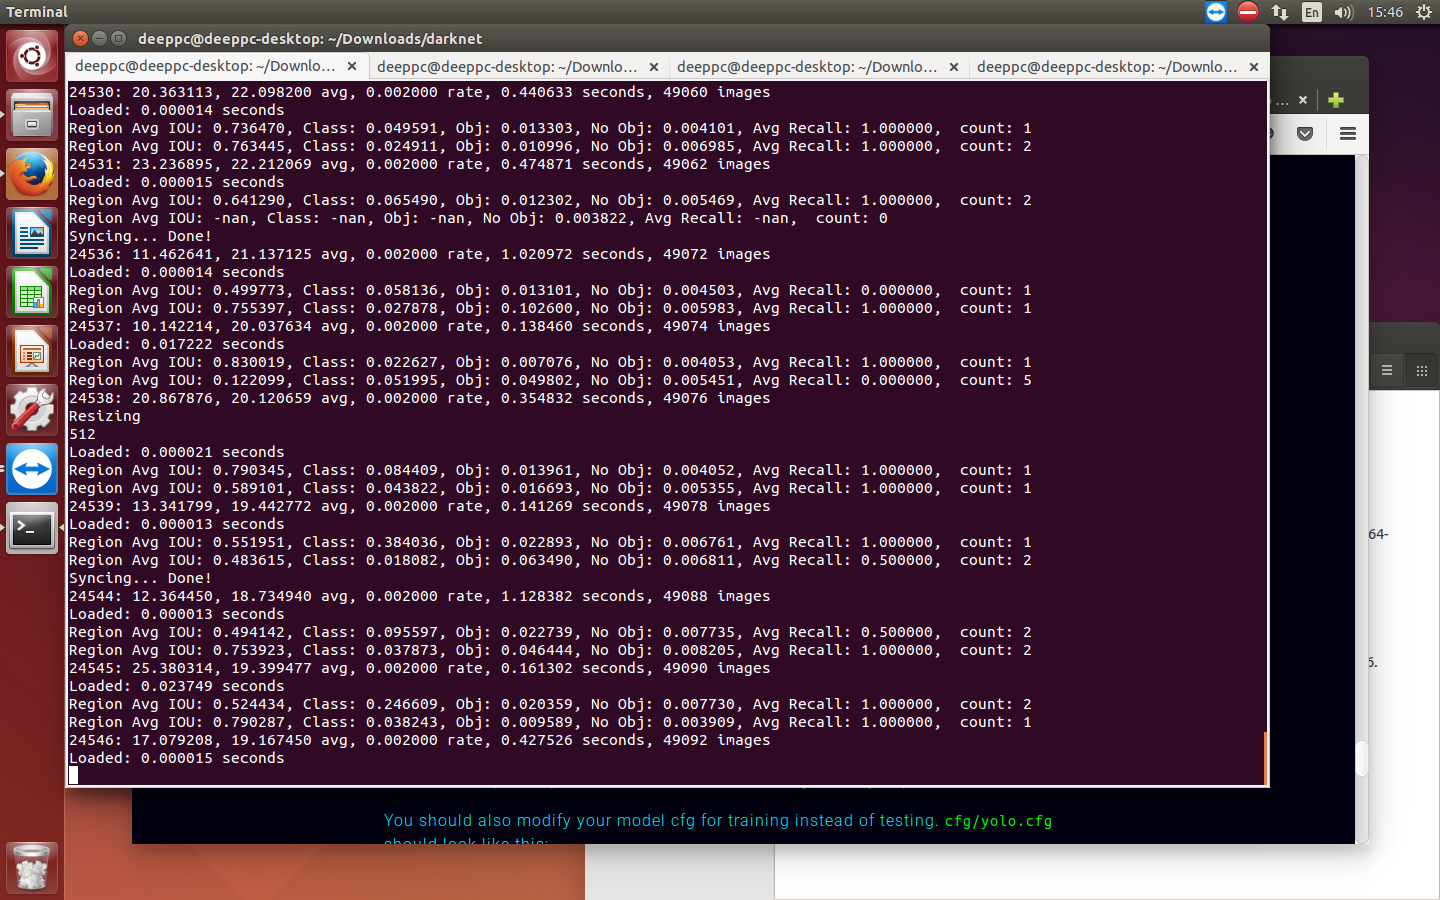 Terminal
En
15:46
deeppc@deeppc-desktop: ~/Downloads/darknet
deeppc@deeppc-desktop: ~/Downlo...
deeppc@deeppc-desktop: ~/Downlo...
deeppc@deeppc-desktop: ~/Downlo...
deeppc@deeppc-desktop: ~/Downlo...
24530: 20.363113, 22.098200 avg, 0.002000 rate, 0.440633 seconds, 49060 images
Loaded: 0.000014 seconds
Region Avg IOU: 0.736470, Class: 0.049591, Obj: 0.013303, No Obj: 0.004101, Avg Recall: 1.000000,  count: 1
Region Avg IOU: 0.763445, Class: 0.024911, Obj: 0.010996, No Obj: 0.006985, Avg Recall: 1.000000,  count: 2
24531: 23.236895, 22.212069 avg, 0.002000 rate, 0.474871 seconds, 49062 images
Loaded: 0.000015 seconds
Region Avg IOU: 0.641290, Class: 0.065490, Obj: 0.012302, No Obj: 0.005469, Avg Recall: 1.000000,  count: 2
Region Avg IOU: -nan, Class: -nan, Obj: -nan, No Obj: 0.003822, Avg Recall: -nan,  count: 0
Syncing... Done!
24536: 11.462641, 21.137125 avg, 0.002000 rate, 1.020972 seconds, 49072 images
Loaded: 0.000014 seconds
Region Avg IOU: 0.499773, Class: 0.058136, Obj: 0.013101, No Obj: 0.004503, Avg Recall: 0.000000,  count: 1
Region Avg IOU: 0.755397, Class: 0.027878, Obj: 0.102600, No Obj: 0.005983, Avg Recall: 1.000000,  count: 1
24537: 10.142214, 20.037634 avg, 0.002000 rate, 0.138460 seconds, 49074 images
Loaded: 0.017222 seconds
Region Avg IOU: 0.830019, Class: 0.022627, Obj: 0.007076, No Obj: 0.004053, Avg Recall: 1.000000,  count: 1
Region Avg IOU: 0.122099, Class: 0.051995, Obj: 0.049802, No Obj: 0.005451, Avg Recall: 0.000000,  count: 5
24538: 20.867876, 20.120659 avg, 0.002000 rate, 0.354832 seconds, 49076 images
Resizing
512
Loaded: 0.000021 seconds
Region Avg IOU: 0.790345, Class: 0.084409, Obj: 0.013961, No Obj: 0.004052, Avg Recall: 1.000000,  count: 1
Region Avg IOU: 0.589101, Class: 0.043822, Obj: 0.016693, No Obj: 0.005355, Avg Recall: 1.000000,  count: 1
24539: 13.341799, 19.442772 avg, 0.002000 rate, 0.141269 seconds, 49078 images
Loaded: 0.000013 seconds
Region Avg IOU: 0.551951, Class: 0.384036, Obj: 0.022893, No Obj: 0.006761, Avg Recall: 1.000000,  count: 1
Region Avg IOU: 0.483615, Class: 0.018082, Obj: 0.063490, No Obj: 0.006811, Avg Recall: 0.500000,  count: 2
Syncing... Done!
24544: 12.364450, 18.734940 avg, 0.002000 rate, 1.128382 seconds, 49088 images
Loaded: 0.000013 seconds
Region Avg IOU: 0.494142, Class: 0.095597, Obj: 0.022739, No Obj: 0.007735, Avg Recall: 0.500000,  count: 2
Region Avg IOU: 0.753923, Class: 0.037873, Obj: 0.046444, No Obj: 0.008205, Avg Recall: 1.000000,  count: 2
24545: 25.380314, 19.399477 avg, 0.002000 rate, 0.161302 seconds, 49090 images
Loaded: 0.023749 seconds
Region Avg IOU: 0.524434, Class: 0.246609, Obj: 0.020359, No Obj: 0.007730, Avg Recall: 1.000000,  count: 2
Region Avg IOU: 0.790287, Class: 0.038243, Obj: 0.009589, No Obj: 0.003909, Avg Recall: 1.000000,  count: 1
24546: 17.079208, 19.167450 avg, 0.002000 rate, 0.427526 seconds, 49092 images
Loaded: 0.000015 seconds
64-
6.
You should also modify your model cfg for training instead of testing. cfg/yolo.cfg
should look like this: